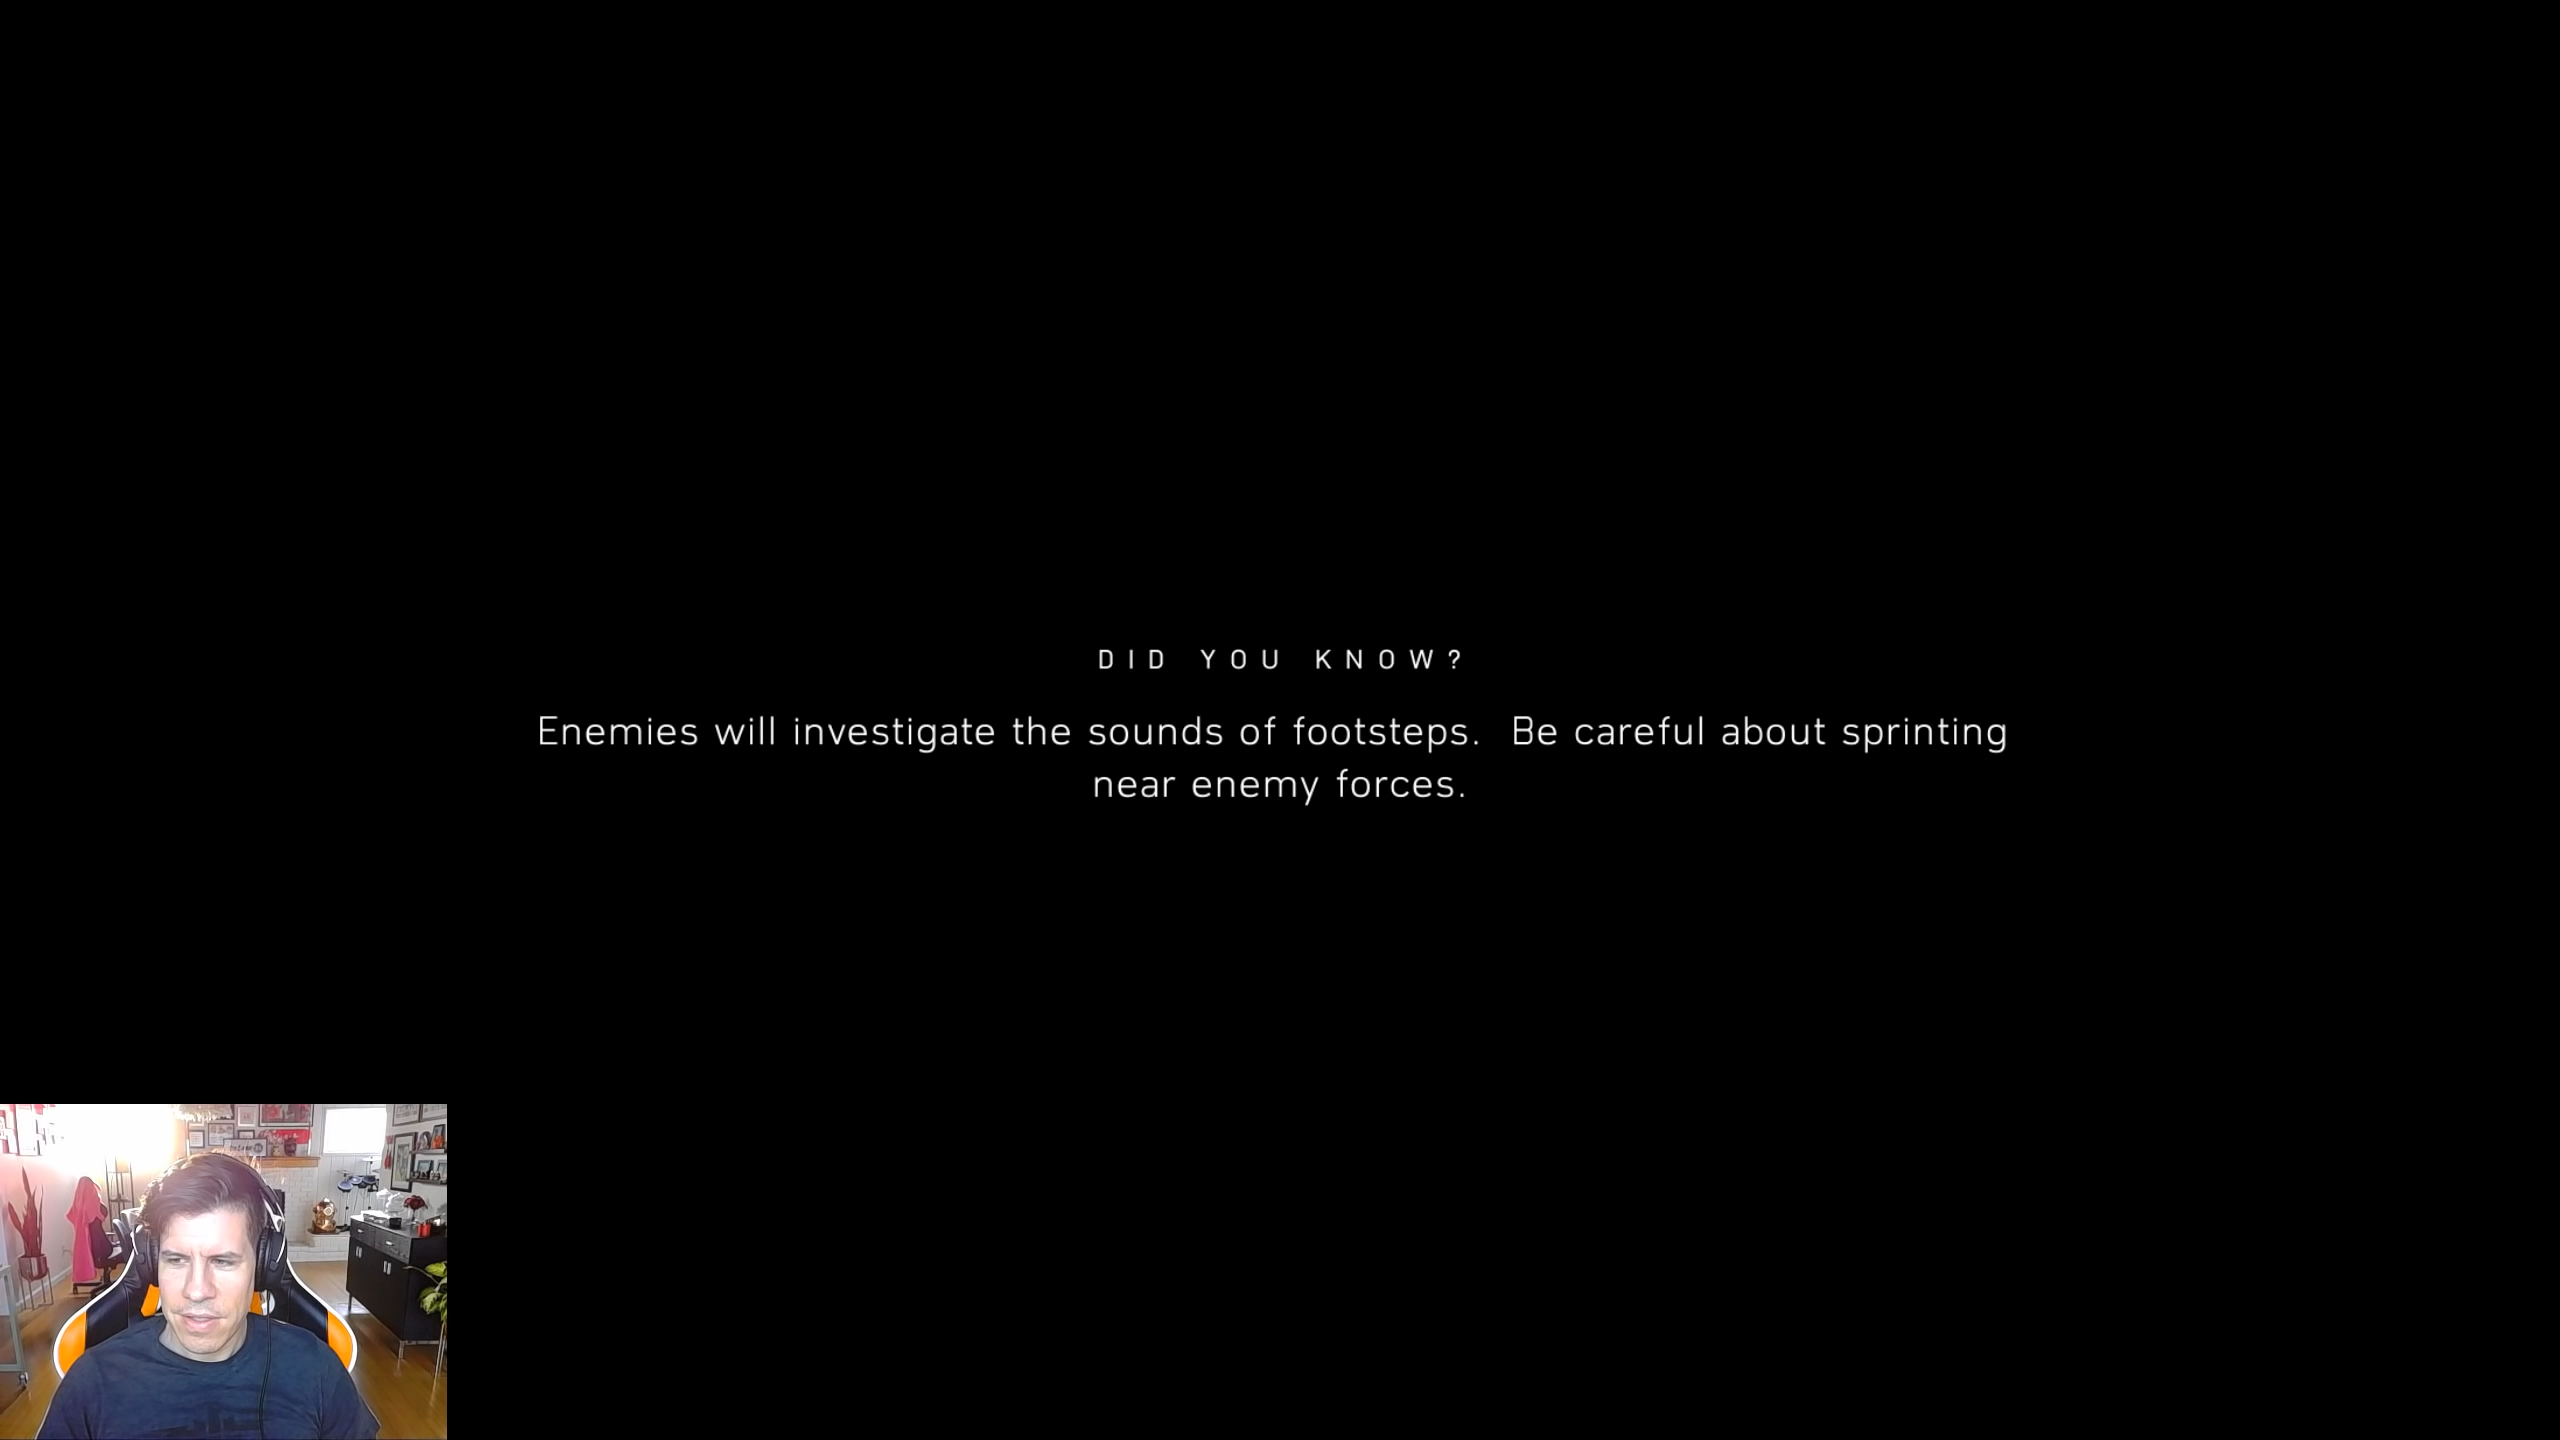 DID YOU KNOW?
Enemies will investigate the sounds of footsteps.  Be careful about sprinting
near enemy forces.